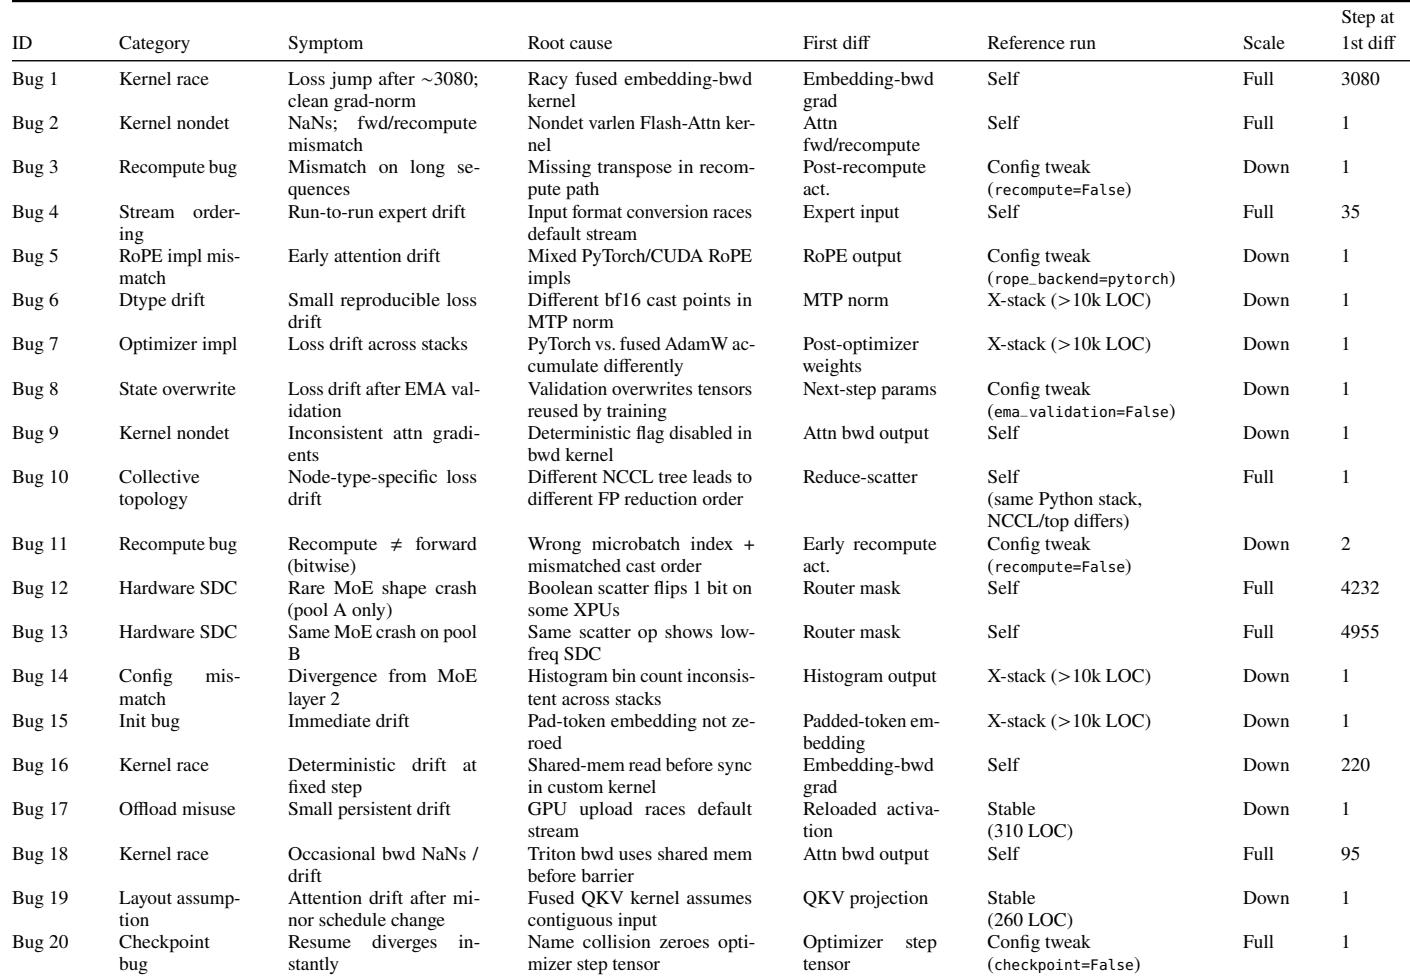 Step at
ID Category Symptom Root cause First diff Reference run Scale 1st diff
Bug 1 Kernel race Loss jump after ~3080; Racy fused embedding-bwd Embedding-bwd Self Full 3080
clean grad-norm kernel grad
Bug 2 Kernel nondet NaNs; fwd/recompute Nondet varlen Flash-Attn ker- Attn Self Full 1
mismatch nel fwd/recompute
Bug 3 Recompute bug Mismatch on long se- Missing transpose in recom- Post-recompute Config tweak Down 1
quences pute path act. (recompute=False)
Bug 4 Stream order- Run-to-run expert drift Input format conversion races Expert input Self Full 35
ing default stream
Bug 5 RoPE impl mis- Early attention drift Mixed PyTorch/CUDA RoPE RoPE output Config tweak Down 1
match impls (rope_backend=pytorch)
Bug 6 Dtype drift Small reproducible loss Different bf16 cast points in MTP norm X-stack (>10k LOC) Down 1
drift MTP norm
Bug 7 Optimizer impl Loss drift across stacks PyTorch vs. fused AdamW ac- Post-optimizer X-stack (>10k LOC) Down 1
cumulate differently weights
Bug 8 State overwrite Loss drift after EMA val- Validation overwrites tensors Next-step params Config tweak Down 1
idation reused by training (ema_validation=False)
Bug 9 Kernel nondet Inconsistent attn gradi- Deterministic flag disabled in Attn bwd output Self Down 1
ents bwd kernel
Bug 10 Collective Node-type-specific loss Different NCCL tree leads to Reduce-scatter Self Full 1
topology drift different FP reduction order (same Python stack,
NCCL/top differs)
Bug 11 Recompute bug Recompute ≠ forward Wrong microbatch index + Early recompute Config tweak Down 2
(bitwise) mismatched cast order act. (recompute=False)
Bug 12 Hardware SDC Rare MoE shape crash Boolean scatter flips 1 bit on Router mask Self Full 4232
(pool A only) some XPUs
Bug 13 Hardware SDC Same MoE crash on pool Same scatter op shows low- Router mask Self Full 4955
B freq SDC
Bug 14 Config mis- Divergence from MoE Histogram bin count inconsis- Histogram output X-stack (>10k LOC) Down 1
match layer 2 tent across stacks
Bug 15 Init bug Immediate drift Pad-token embedding not ze- Padded-token em- X-stack (>10k LOC) Down 1
roed bedding
Bug 16 Kernel race Deterministic drift at Shared-mem read before sync Embedding-bwd Self Down 220
fixed step in custom kernel grad
Bug 17 Offload misuse Small persistent drift GPU upload races default Reloaded activa- Stable Down 1
stream tion (310 LOC)
Bug 18 Kernel race Occasional bwd NaNs / Triton bwd uses shared mem Attn bwd output Self Full 95
drift before barrier
Bug 19 Layout assump- Attention drift after mi- Fused QKV kernel assumes QKV projection Stable Down 1
tion nor schedule change contiguous input (260 LOC)
Bug 20 Checkpoint Resume diverges in- Name collision zeroes opti- Optimizer step Config tweak Full 1
bug stantly mizer step tensor tensor (checkpoint=False)